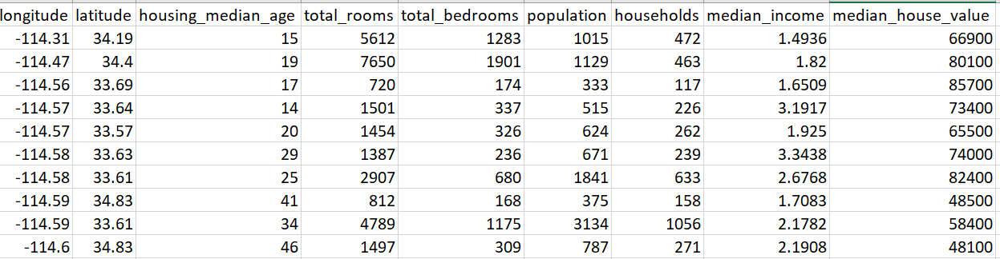 longitude latitude housing_median_age total_rooms total_bedrooms population households median_income median_house_value
-114.31 34.19 15 5612 1283 1015 472 1.4936 66900
-114.47 34.4 19 7650 1901 1129 463 1.82 80100
-114.56 33.69 17 720 174 333 117 1.6509 85700
-114.57 33.64 14 1501 337 515 226 3.1917 73400
-114.57 33.57 20 1454 326 624 262 1.925 65500
-114.58 33.63 29 1387 236 671 239 3.3438 74000
-114.58 33.61 25 2907 680 1841 633 2.6768 82400
-114.59 34.83 41 812 168 375 158 1.7083 48500
-114.59 33.61 34 4789 1175 3134 1056 2.1782 58400
-114.6 34.83 46 1497 309 787 271 2.1908 48100